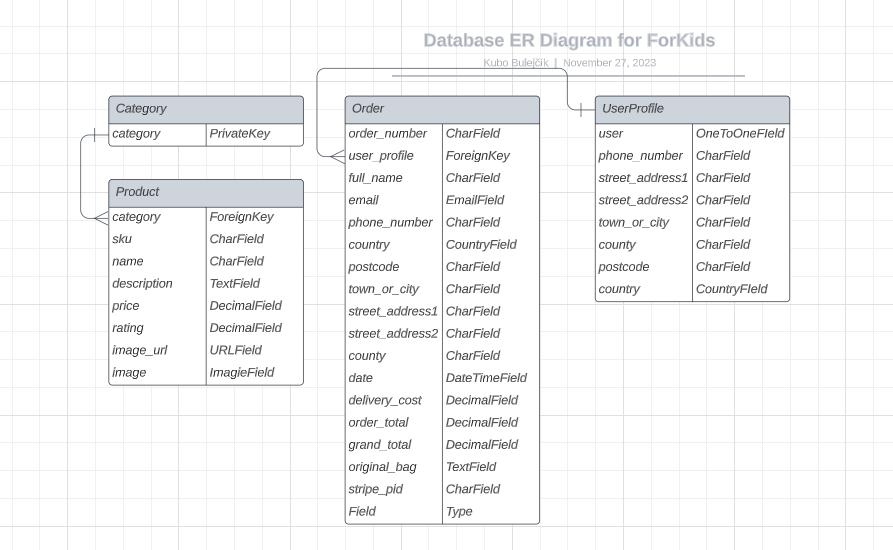 Database ER Diagram for ForKids
Kubo Bulejčík | November 27, 2023
Category
category PrivateKey
Product
category ForeignKey
sku CharField
name CharField
description TextField
price DecimalField
rating DecimalField
image_url URLField
image ImagieField
Order
order_number CharField
user_profile ForeignKey
full_name CharField
email EmailField
phone_number CharField
country CountryField
postcode CharField
town_or_city CharField
street_address1 CharField
street_address2 CharField
county CharField
date DateTimeField
delivery_cost DecimalField
order_total DecimalField
grand_total DecimalField
original_bag TextField
stripe_pid CharField
Field Type
UserProfile
user OneToOneFIeld
phone_number CharField
street_address1 CharField
street_address2 CharField
town_or_city CharField
county CharField
postcode CharField
country CountryFIeld